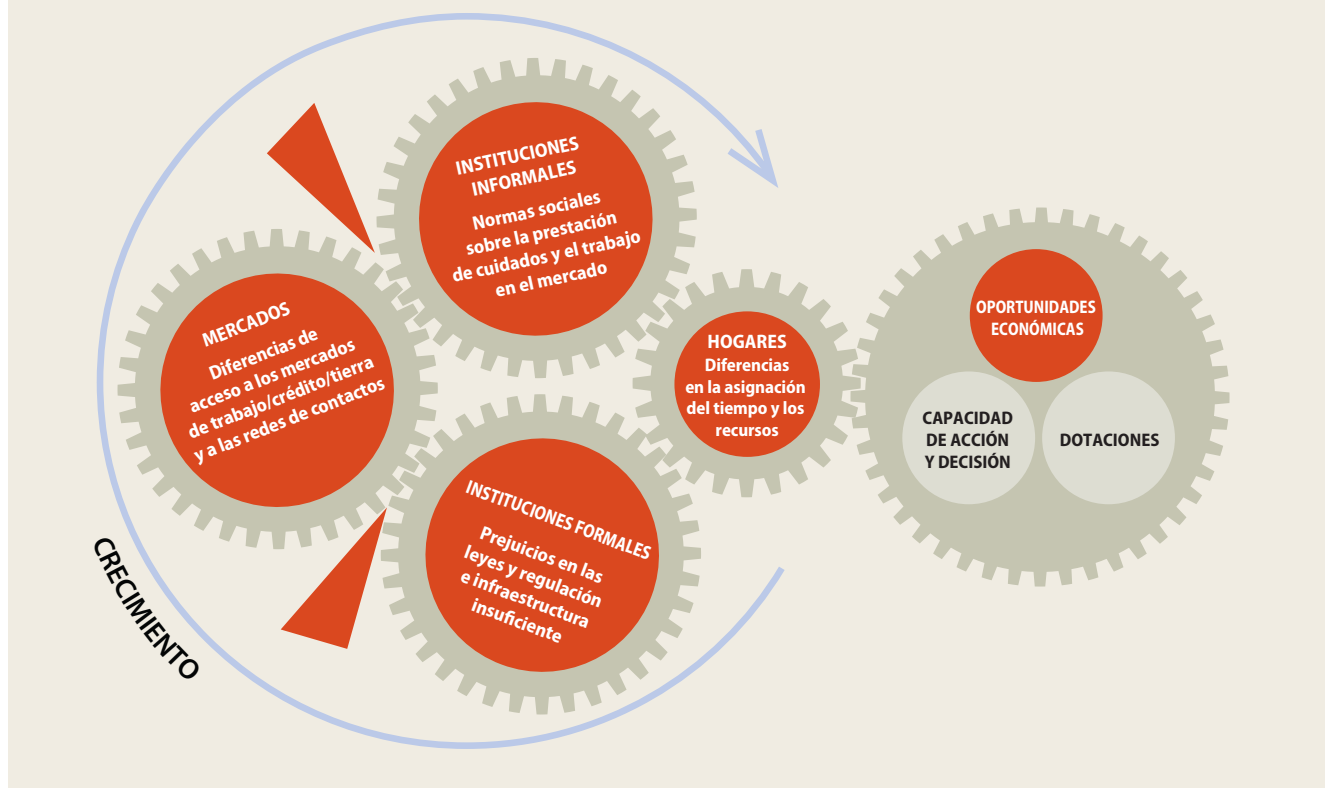 INSTITUCIONES
INFORMALES
Normas sociales
sobre la prestación
de cuidados y el trabajo
en el mercado
MERCADOS
Diferencias de
acceso a los mercados
de trabajo/crédito/tierra
y a las redes de contactos
HOGARES
Diferencias
en la asignación
del tiempo y los
recursos
OPORTUNIDADES
ECONÓMICAS
CAPACIDAD
DE ACCIÓN
Y DECISIÓN
DOTACIONES
INSTITUCIONES FORMALES
Prejuicios en las
leyes y regulación
e infraestructura
insuficiente
CRECIMIENTO